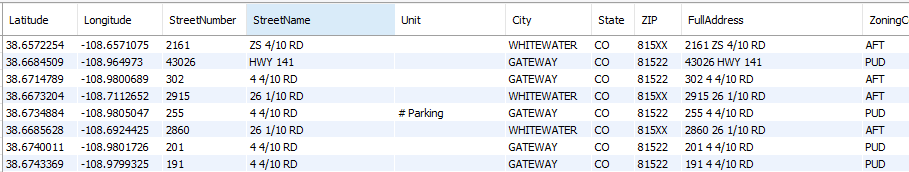 Latitude Longitude StreetNumber StreetName Unit City State ZIP FullAddress ZoningCo
38.6572254 -108.6571075 2161 ZS 4/10 RD WHITEWATER CO 815XX 2161 ZS 4/10 RD AFT
38.6684509 -108.964973 43026 HWY 141 GATEWAY CO 81522 43026 HWY 141 PUD
38.6714789 -108.9800689 302 4 4/10 RD GATEWAY CO 81522 302 4 4/10 RD AFT
38.6673204 -108.7112652 2915 26 1/10 RD WHITEWATER CO 815XX 2915 26 1/10 RD AFT
38.6734884 -108.9805047 255 4 4/10 RD # Parking GATEWAY CO 81522 255 4 4/10 RD PUD
38.6685628 -108.6924425 2860 26 1/10 RD WHITEWATER CO 815XX 2860 26 1/10 RD AFT
38.6740011 -108.9801726 201 4 4/10 RD GATEWAY CO 81522 201 4 4/10 RD PUD
38.6743369 -108.9799325 191 4 4/10 RD GATEWAY CO 81522 191 4 4/10 RD PUD